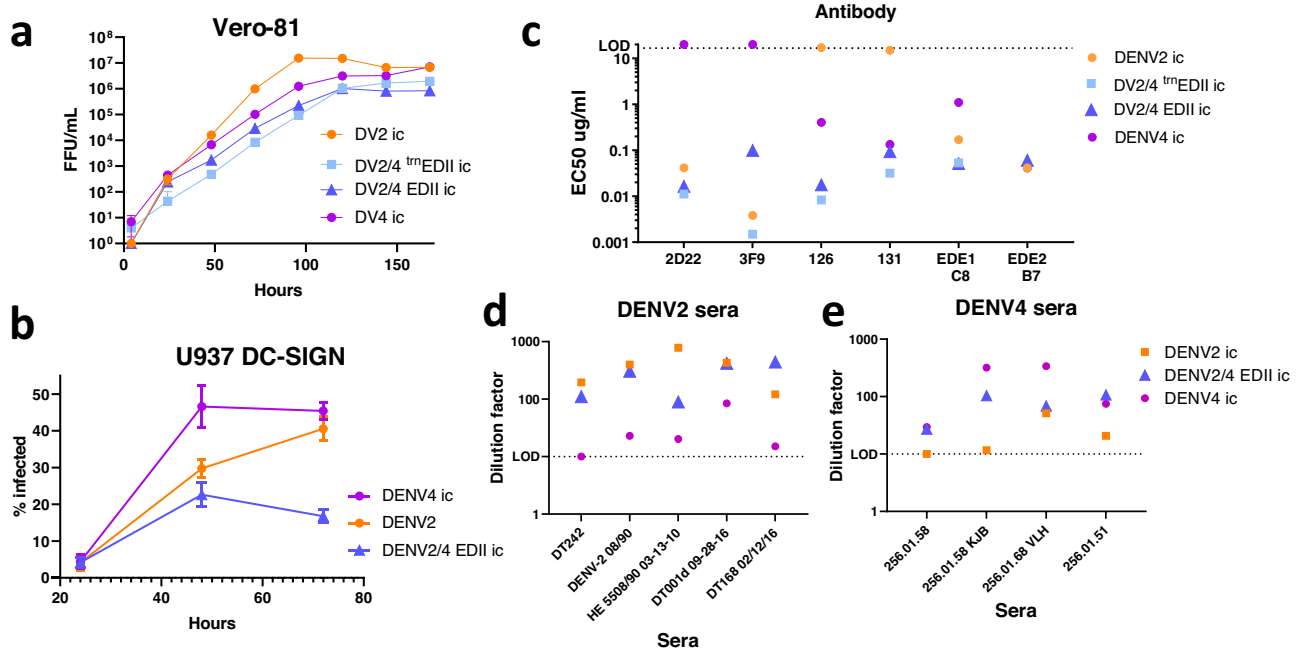 a
Vero-81
FFU/mL
10⁸
10⁷
10⁶
10⁵
10⁴
10³
10²
10¹
10⁰
0
50
100
150
Hours
DV2 ic
DV2/4 ᵗʳⁿEDII ic
DV2/4 EDII ic
DV4 ic
b
U937 DC-SIGN
% infected
50
40
30
20
10
0
20
40
60
80
Hours
DENV4 ic
DENV2
DENV2/4 EDII ic
c
Antibody
EC50 ug/ml
LOD
10
1
0.1
0.01
0.001
2D22
3F9
126
131
EDE1
C8
EDE2
B7
DENV2 ic
DV2/4 ᵗʳⁿEDII ic
DV2/4 EDII ic
DENV4 ic
d
DENV2 sera
Dilution factor
1000
100
LOD
1
DT242
DENV-2 08/90
HE 5508/90 03-13-10
DT001d 09-28-16
DT168 02/12/16
Sera
e
DENV4 sera
Dilution factor
1000
100
LOD
1
256.01.58
256.01.58 KJB
256.01.68 VLH
256.01.51
Sera
DENV2 ic
DENV2/4 EDII ic
DENV4 ic